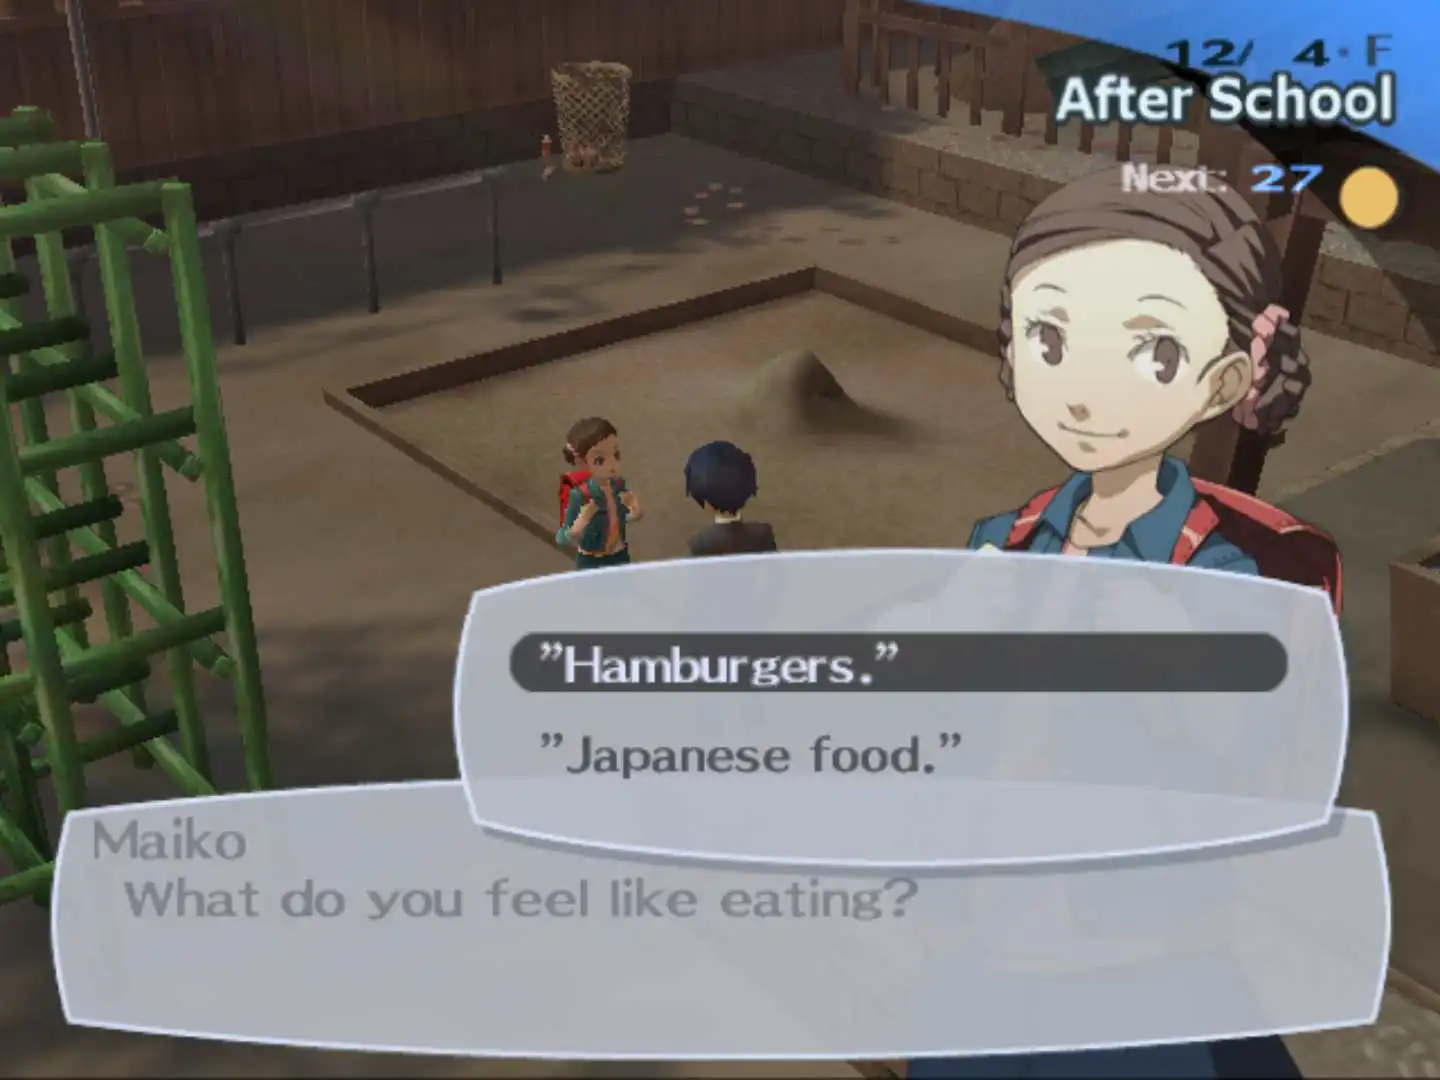 12/ 4・F
After School
Next: 27
”Hamburgers.”
”Japanese food.”
Maiko
What do you feel like eating?